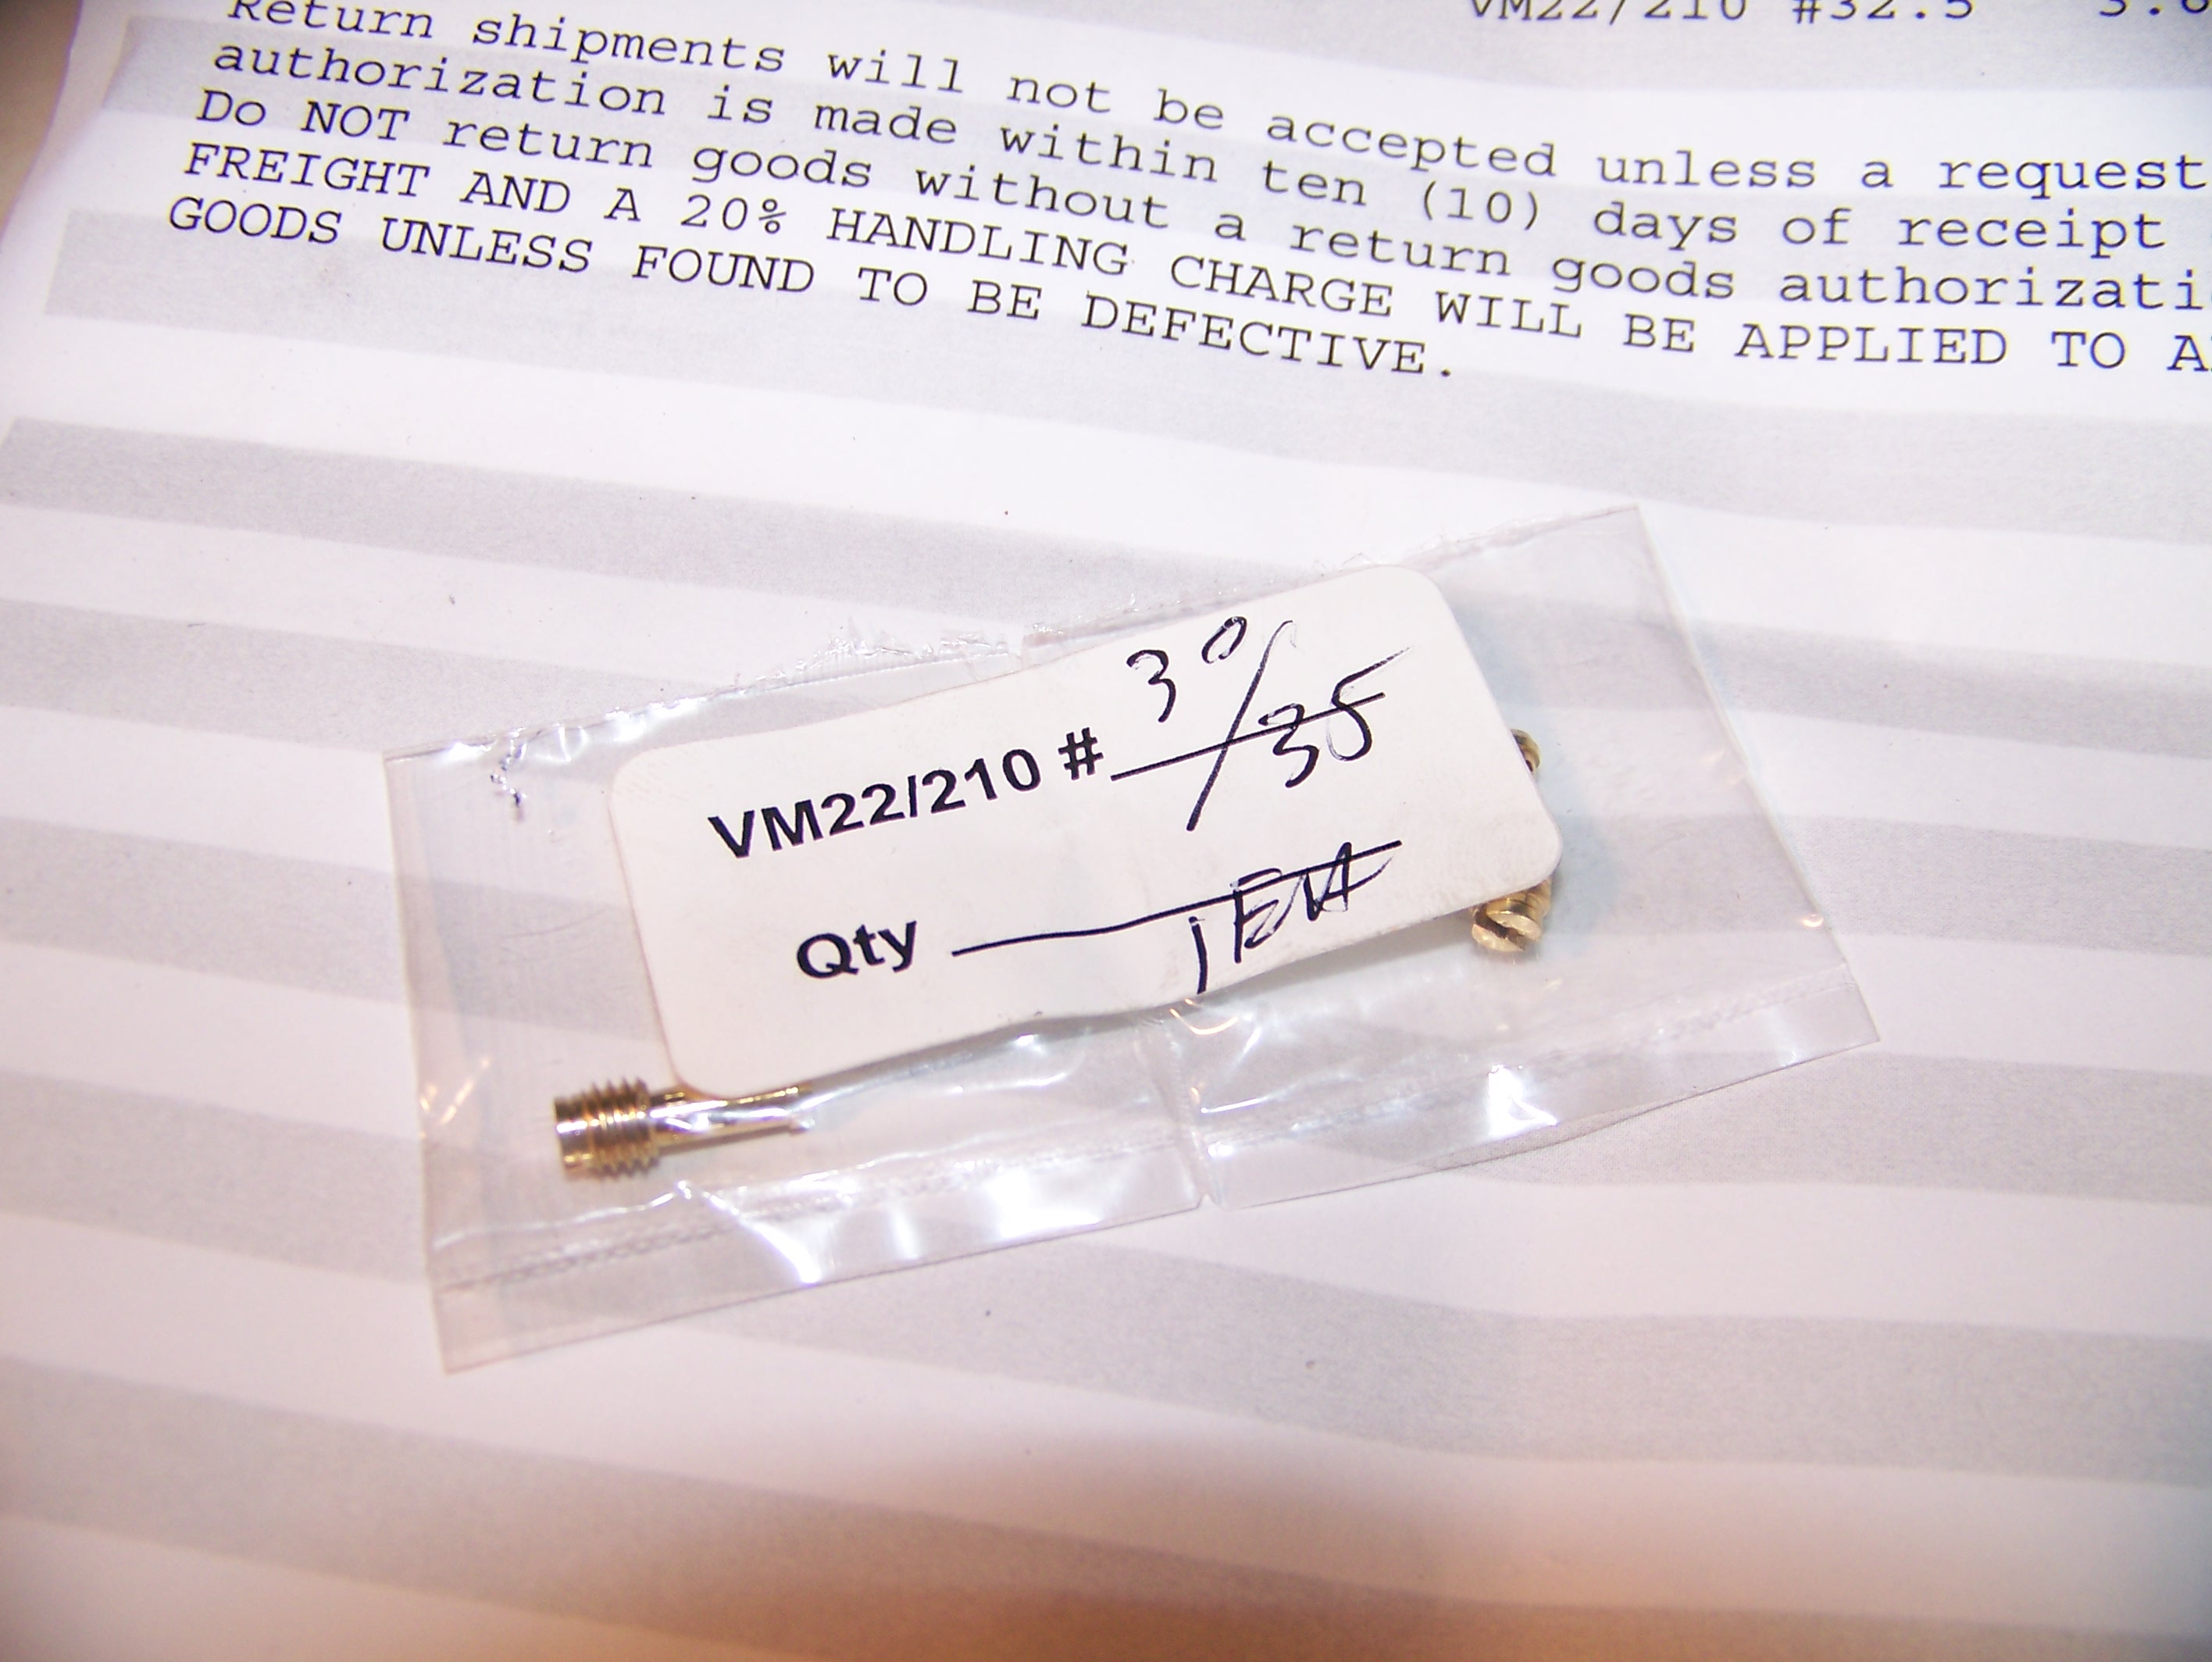 VM22/210 #32.5
Return shipments will not be accepted unless a request
authorization is made within ten (10) days of receipt
Do NOT return goods without a return goods
FREIGHT AND A 20% HANDLING CHARGE WILL BE APPLIED TO
GOODS UNLESS FOUND TO BE DEFECTIVE.
VM22/210 # 30/35
Qty 1 EA